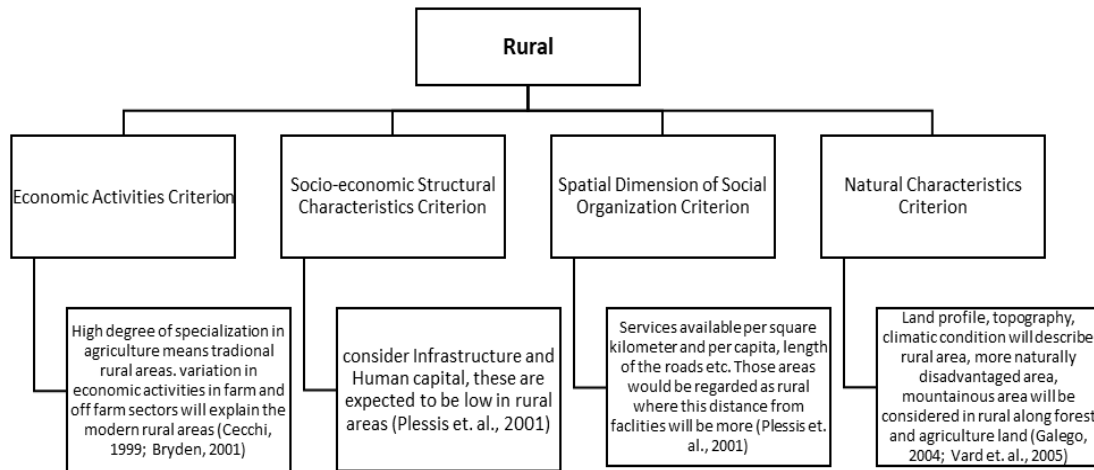 Rural
Economic Activities Criterion
Socio-economic Structural
Characteristics Criterion
Spatial Dimension of Social
Organization Criterion
Natural Characteristics
Criterion
High degree of specialization in
agriculture means tradional
rural areas. variation in
economic activities in farm and
off farm sectors will explain the
modern rural areas (Cecchi,
1999; Bryden, 2001)
consider Infrastructure and
Human capital, these are
expected to be low in rural
areas (Plessis et. al., 2001)
Services available per square
kilometer and per capita, length
of the roads etc. Those areas
would be regarded as rural
where this distance from
faclities will be more (Plessis et.
al., 2001)
Land profile, topography,
climatic condition will describe
rural area, more naturally
disadvantaged area,
mountainous area will be
considered in rural along forest
and agriculture land (Galego,
2004; Vard et. al., 2005)